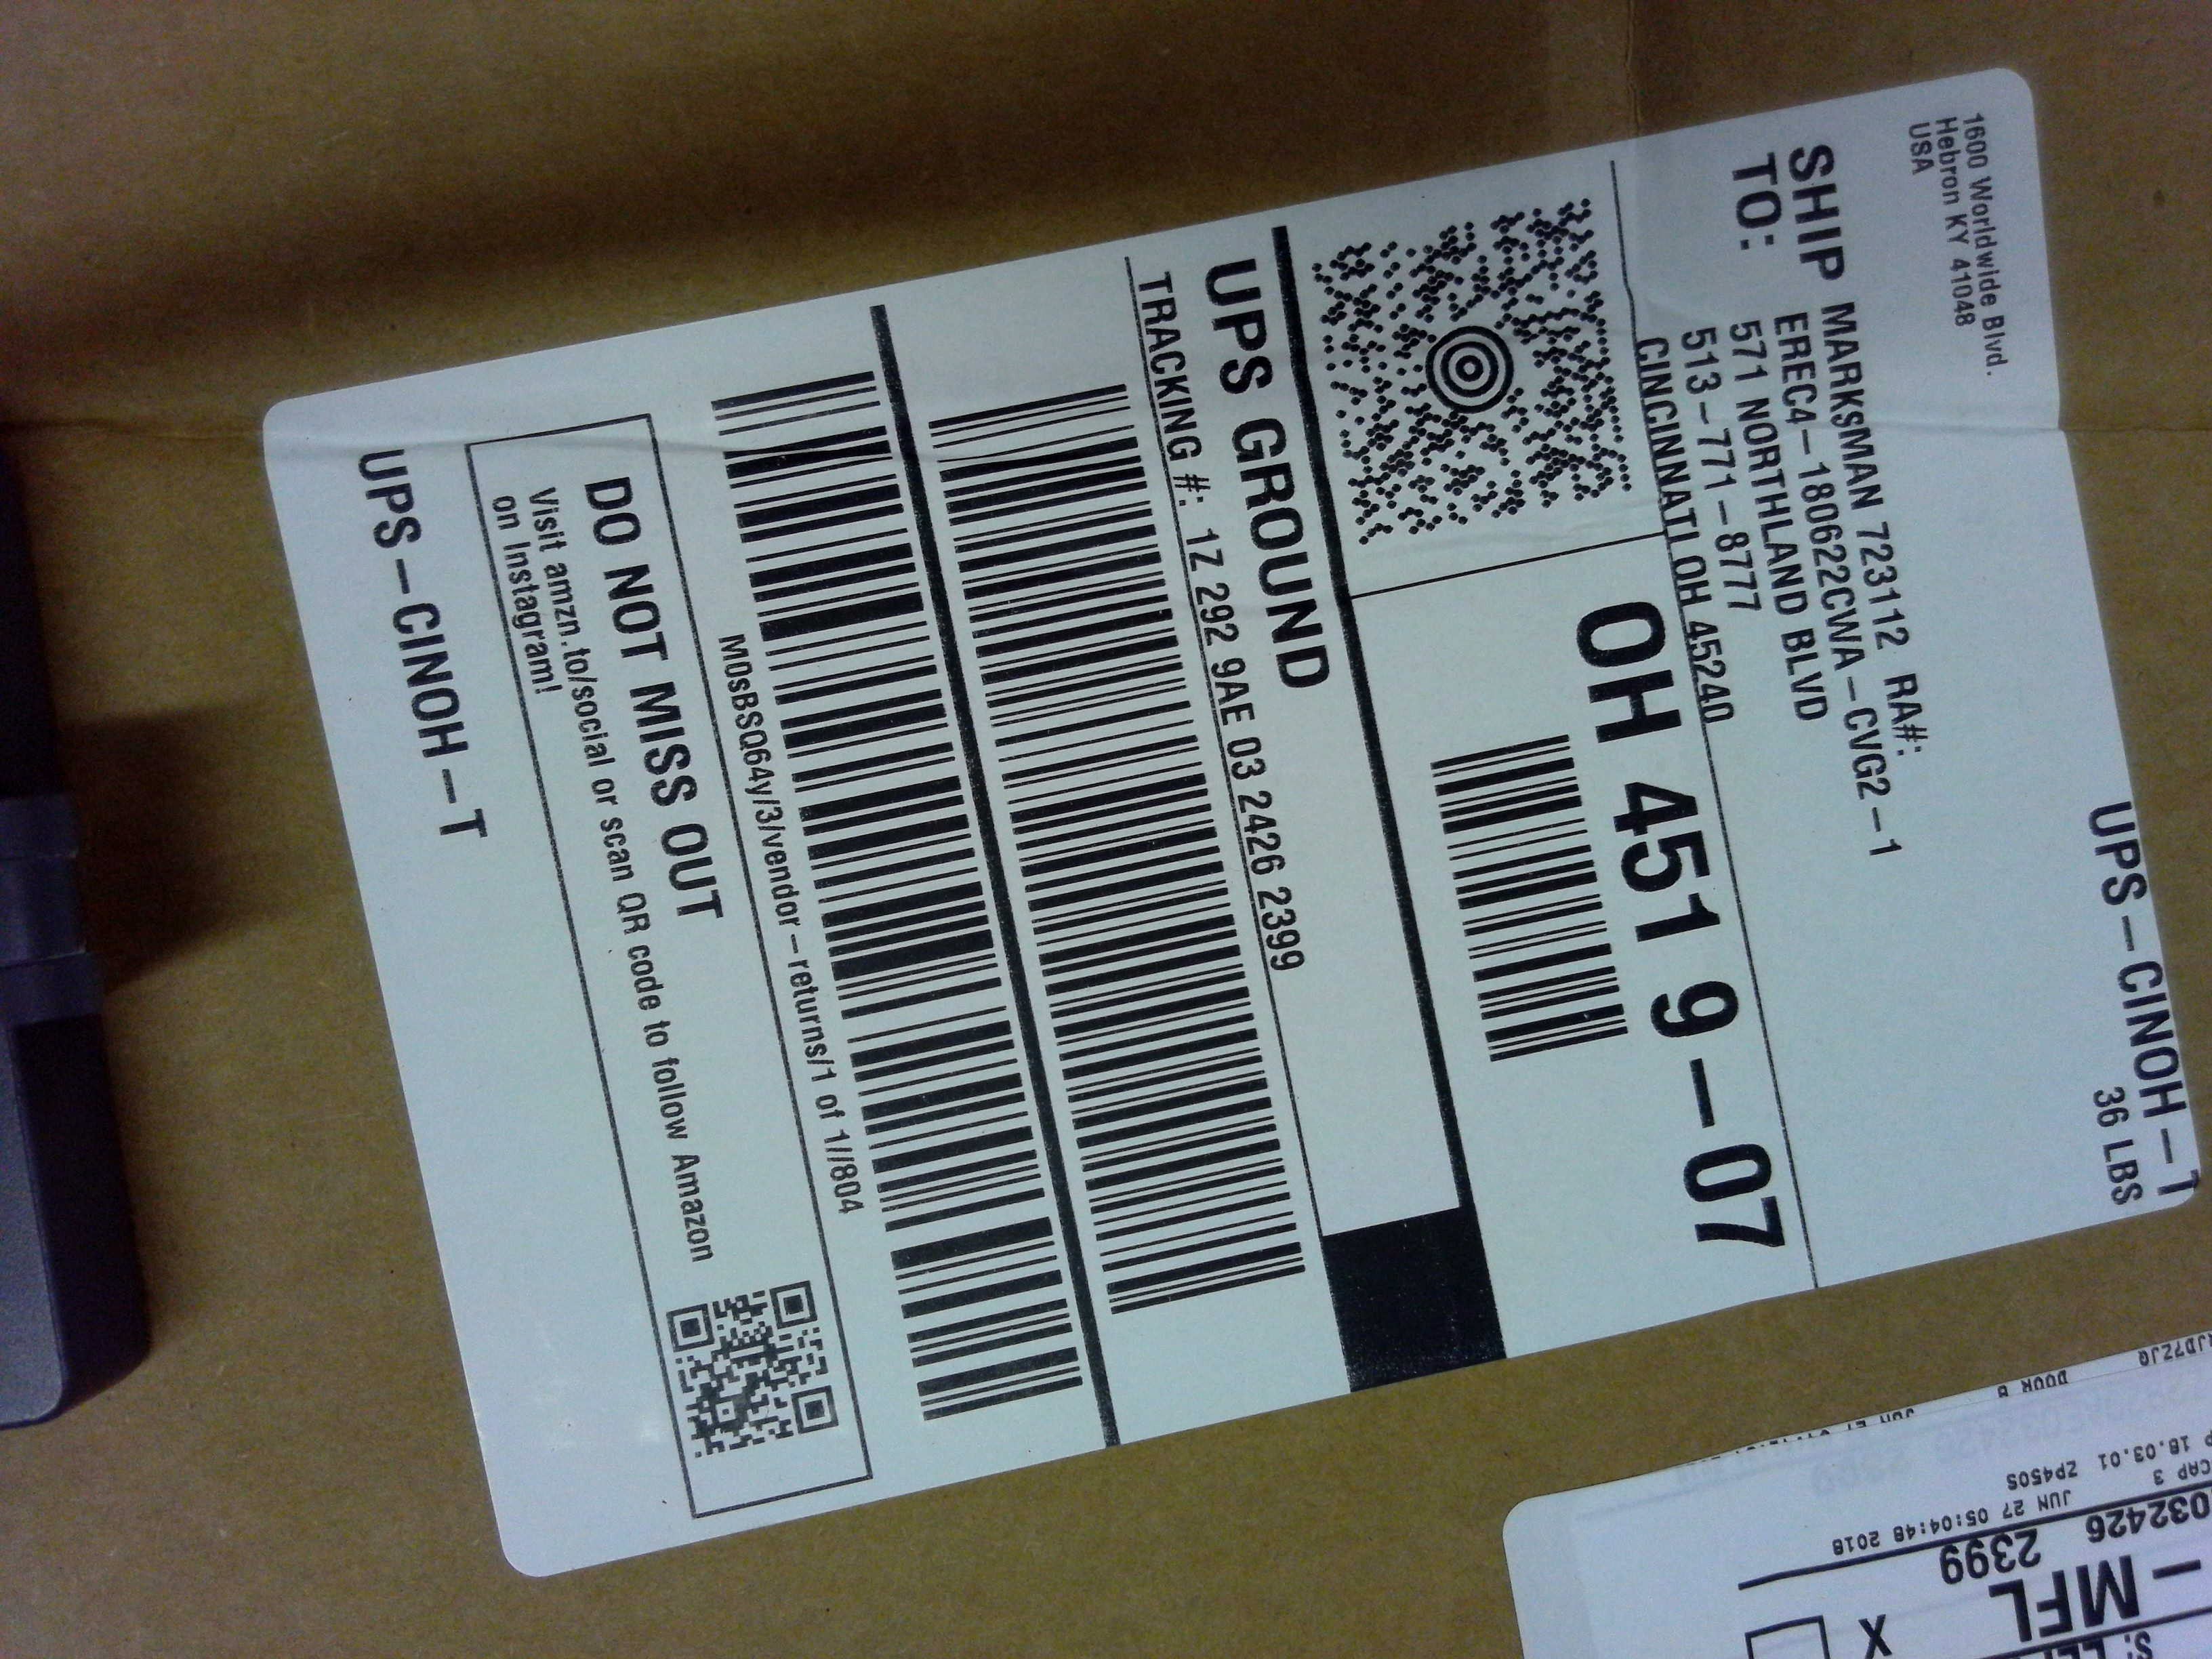 UPS-CINOH-T
36 LBS
1600 Worldwide Blvd.
Hebron KY 41048
USA
SHIP TO:
MARKSMAN 723112 RA#:
EREC4-180622CWA-CVG2-1
571 NORTHLAND BLVD
513-771-8777
CINCINNATI OH 45240
OH 451 9-07
UPS GROUND
TRACKING #: 1Z 292 9AE 03 2426 2399
M0sBSQ64y/3/vendor-returns/1 of 1//804
DO NOT MISS OUT
Visit amzn.to/social or scan QR code to follow Amazon
on Instagram!
UPS-CINOH-T
X
- MFL
032426 2399
JUN 27 05:04:48 2018
CAP 3
P 18.03.01 ZP450S